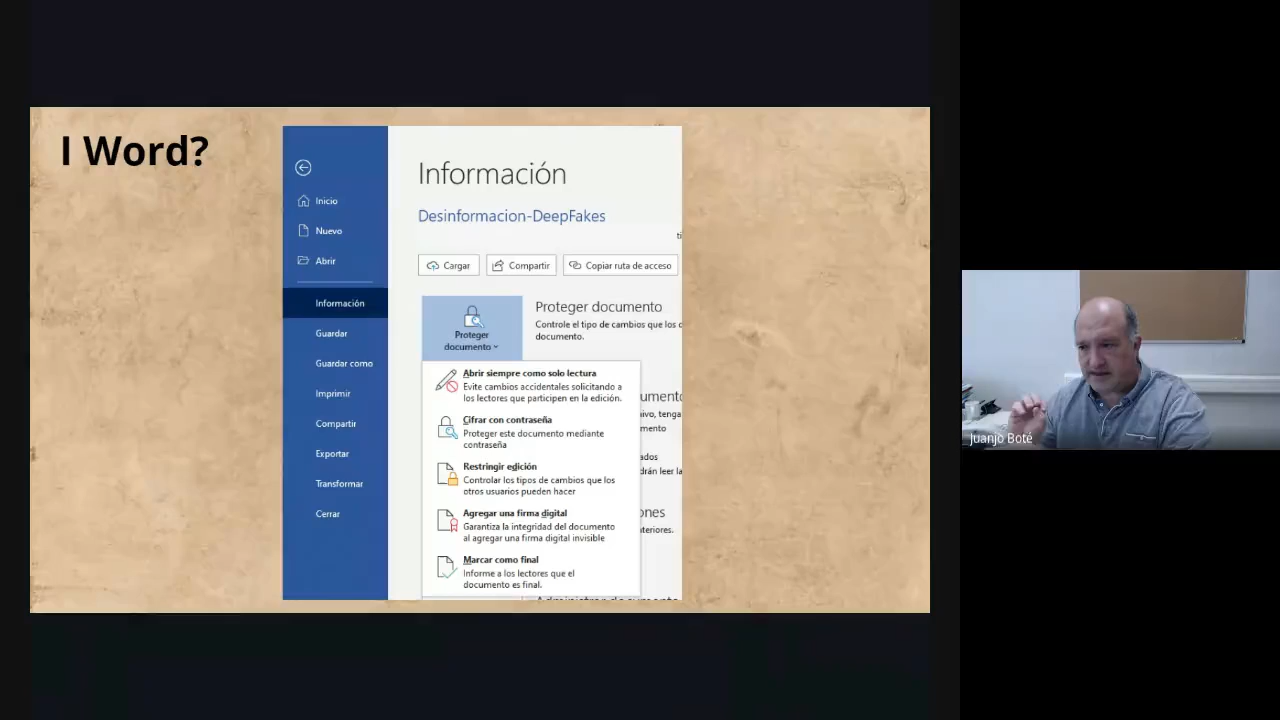 I Word?
Inicio
Nuevo
Abrir
Información
Guardar
Guardar como
Imprimir
Compartir
Exportar
Transformar
Cerrar
Información
Desinformacion-DeepFakes
Cargar
Compartir
Copiar ruta de acceso
Proteger
documento
Proteger documento
Controle el tipo de cambios que los
documento.
Abrir siempre como solo lectura
Evite cambios accidentales solicitando a
los lectores que participen en la edición.
Cifrar con contraseña
Proteger este documento mediante
contraseña
Restringir edición
Controlar los tipos de cambios que los
otros usuarios pueden hacer
Agregar una firma digital
Garantiza la integridad del documento
al agregar una firma digital invisible
Marcar como final
Informe a los lectores que el
documento es final.
Juanjo Boté